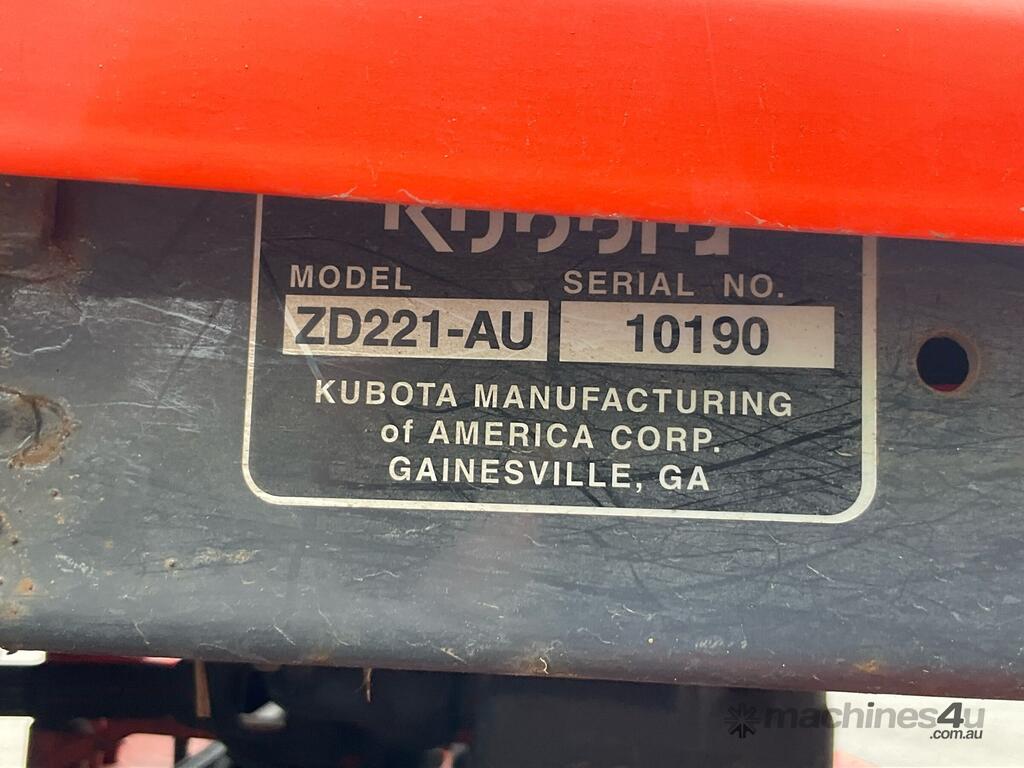 Kubota
MODEL SERIAL NO.
ZD221-AU 10190
KUBOTA MANUFACTURING
of AMERICA CORP.
GAINESVILLE, GA
machines4u
.com.au